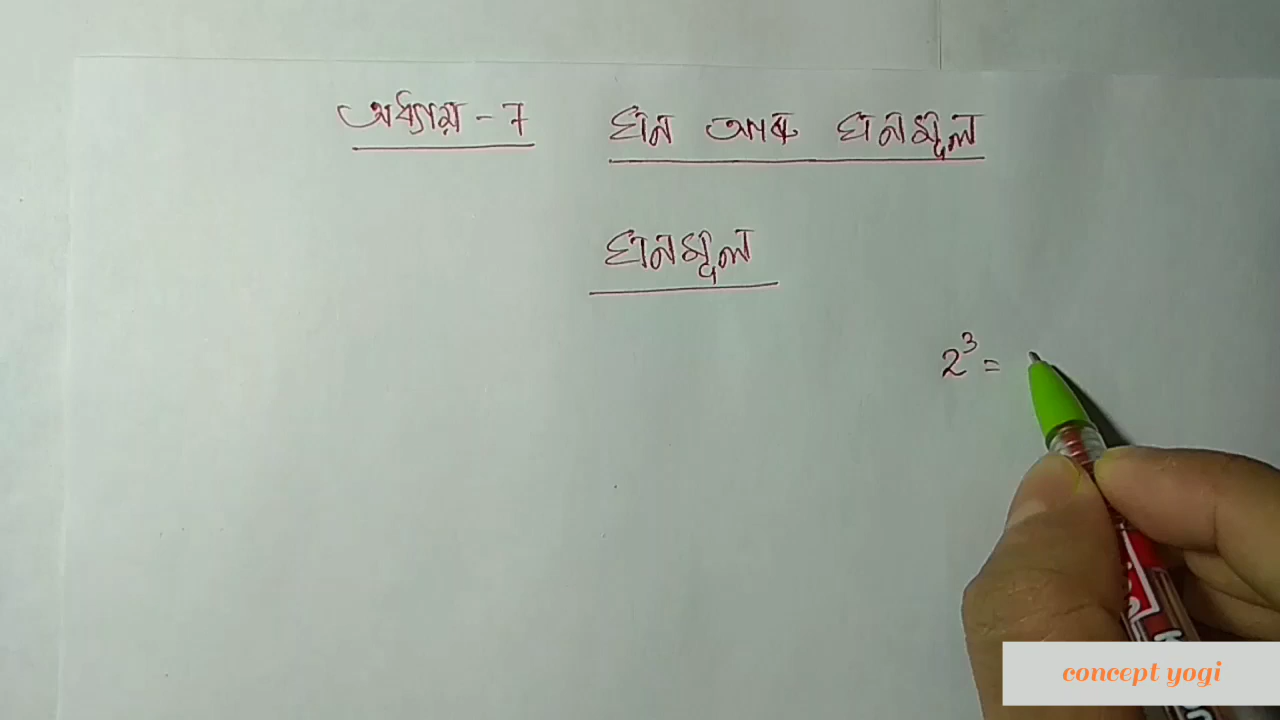 অধ্যায় - 7 ঘন আৰু ঘনমূল
ঘনমূল
2³ =
concept yogi